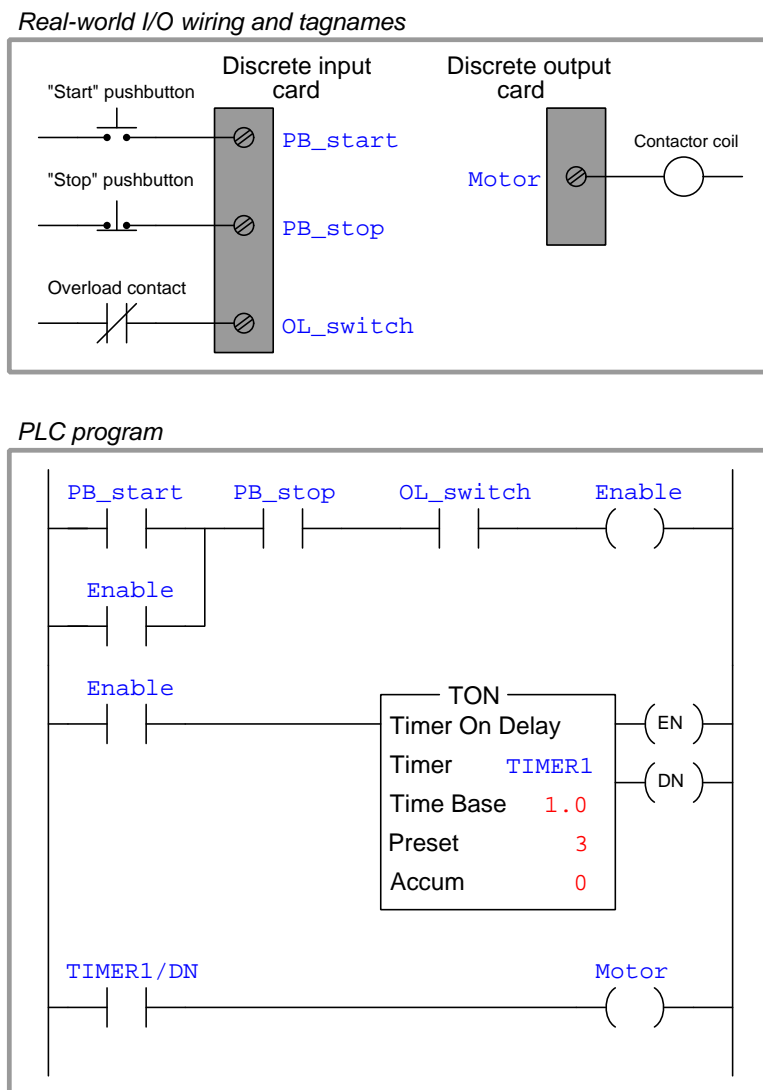 Real-world I/O wiring and tagnames
Discrete input card
Discrete output card
"Start" pushbutton
PB_start
Contactor coil
Motor
"Stop" pushbutton
PB_stop
Overload contact
OL_switch
PLC program
PB_start PB_stop OL_switch Enable
Enable
Enable
TON
Timer On Delay
EN
Timer TIMER1
DN
Time Base 1.0
Preset 3
Accum 0
TIMER1/DN Motor